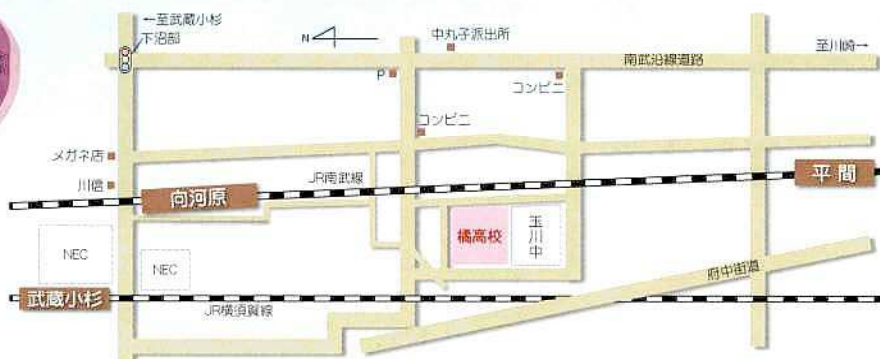 ←至武蔵小杉
下沼部
N
中丸子派出所
南武沿線道路
至川崎→
P
コンビニ
コンビニ
メガネ店
川信
JR南武線
向河原
平間
NEC
NEC
橘高校
玉川中
府中街道
武蔵小杉
JR横須賀線